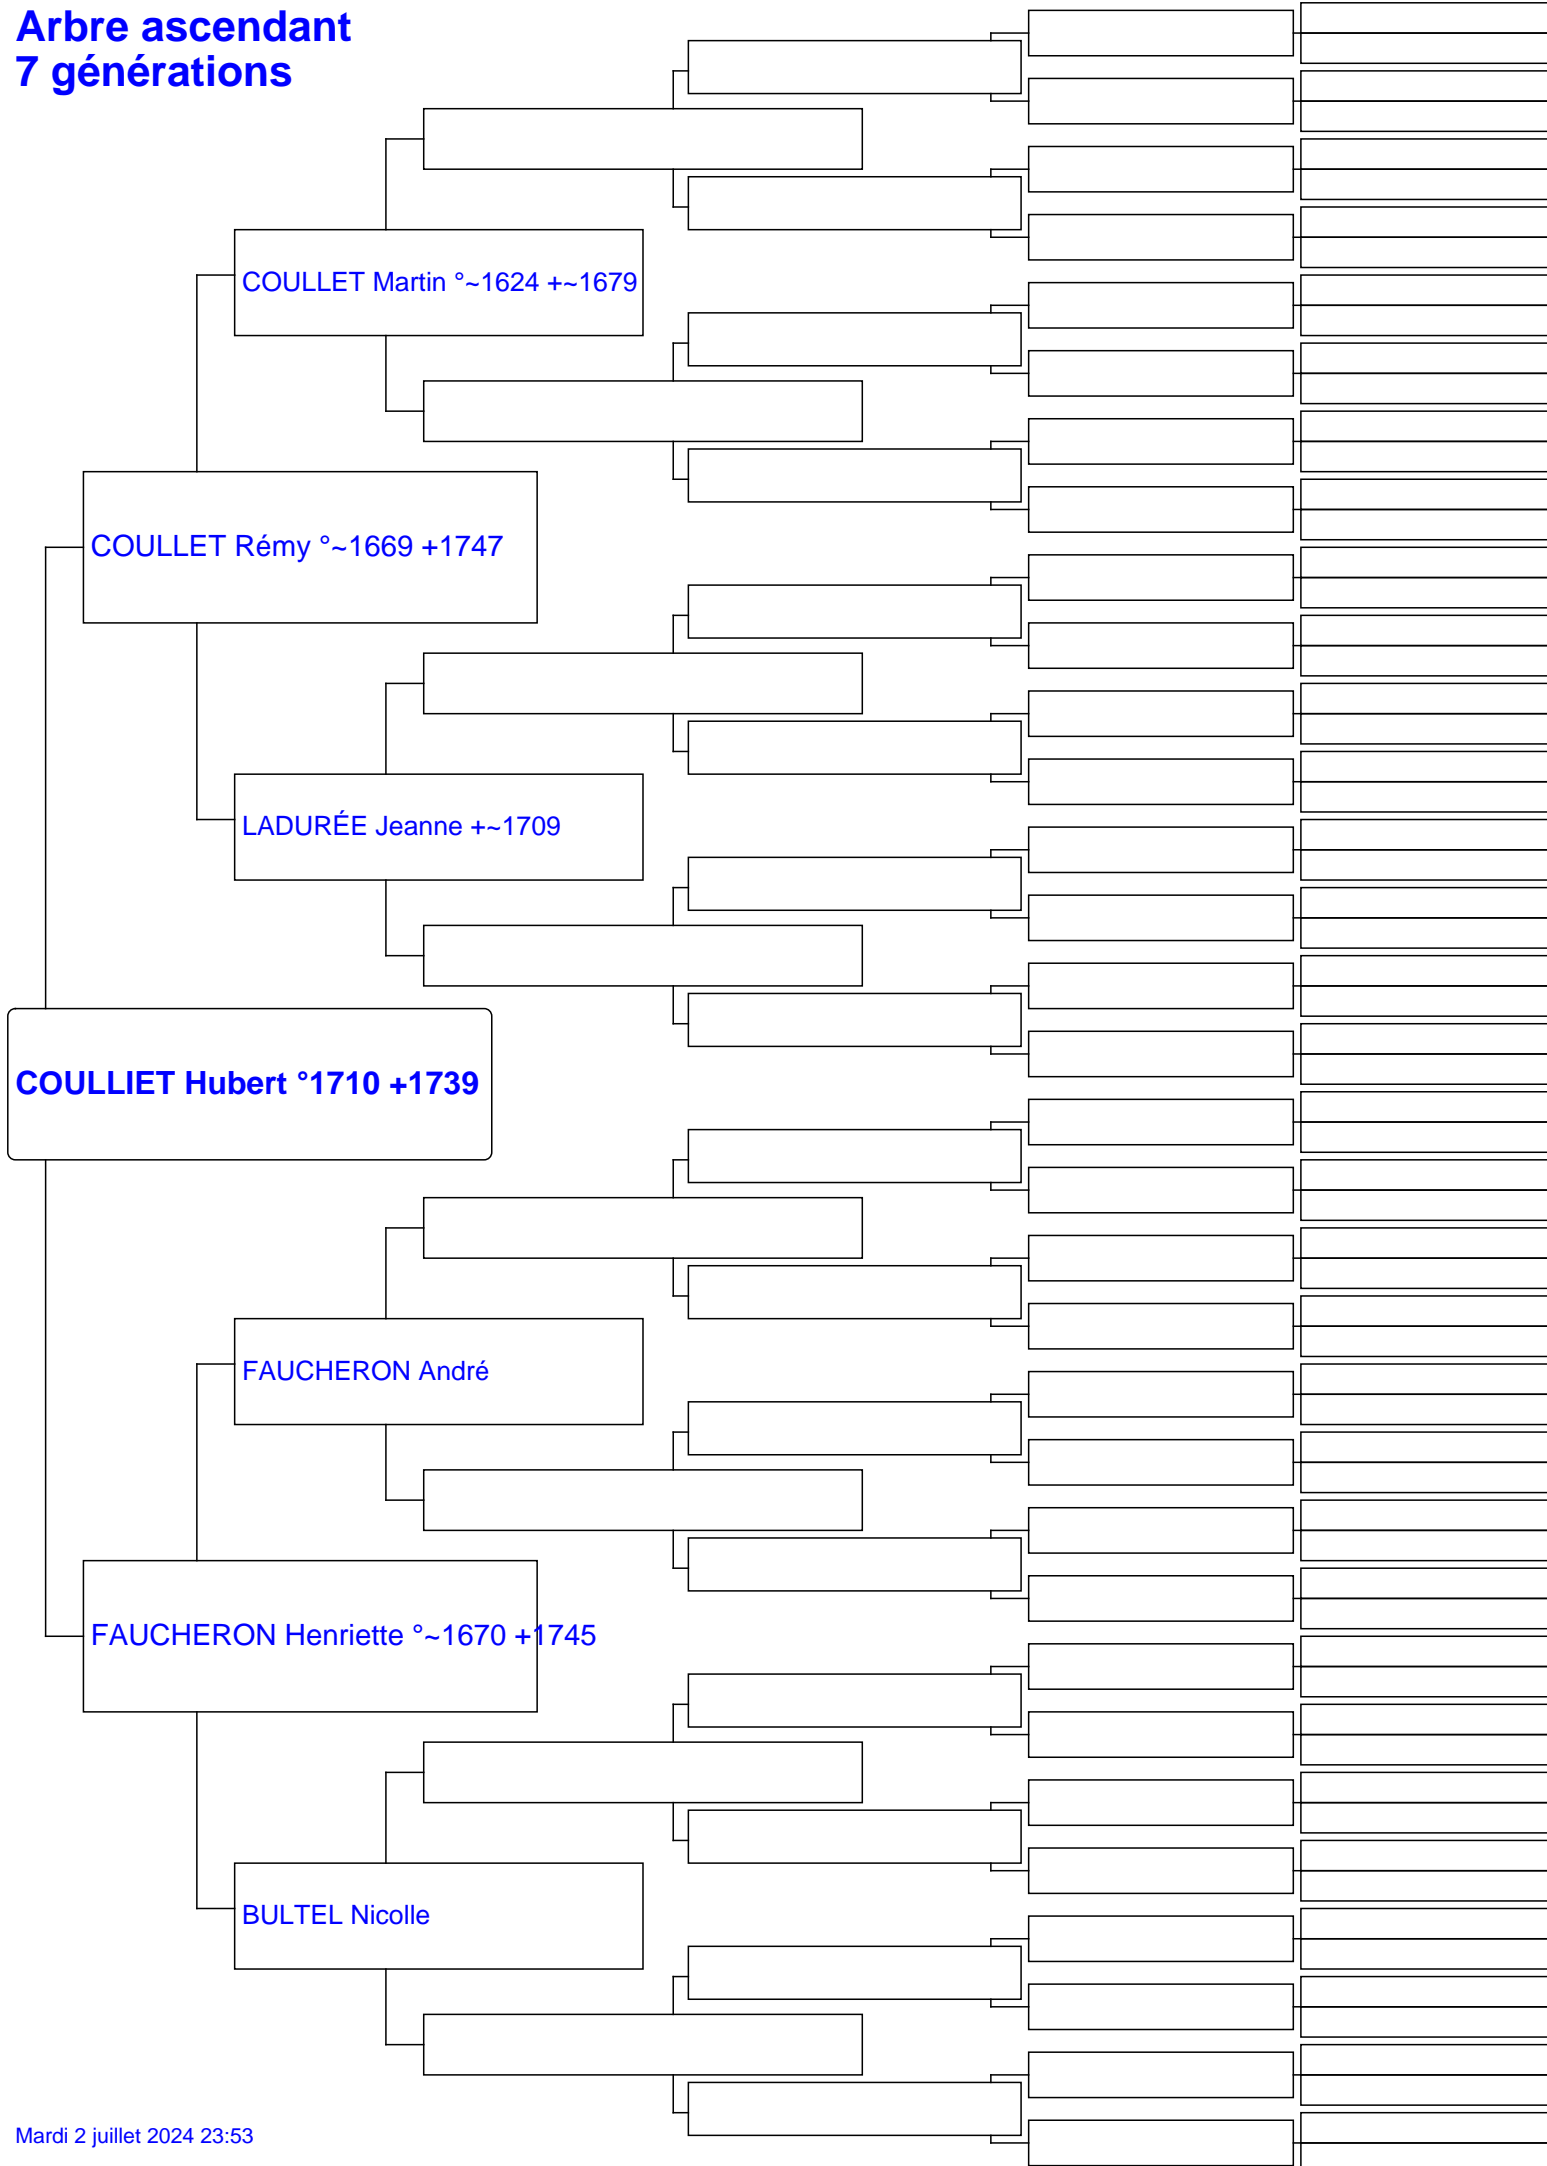 Arbre ascendant
7 générations
COULLET Martin °~1624 +~1679
COULLET Rémy °~1669 +1747
LADURÉE Jeanne +~1709
COULLIET Hubert °1710 +1739
FAUCHERON André
FAUCHERON Henriette °~1670 +1745
BULTEL Nicolle
Mardi 2 juillet 2024 23:53